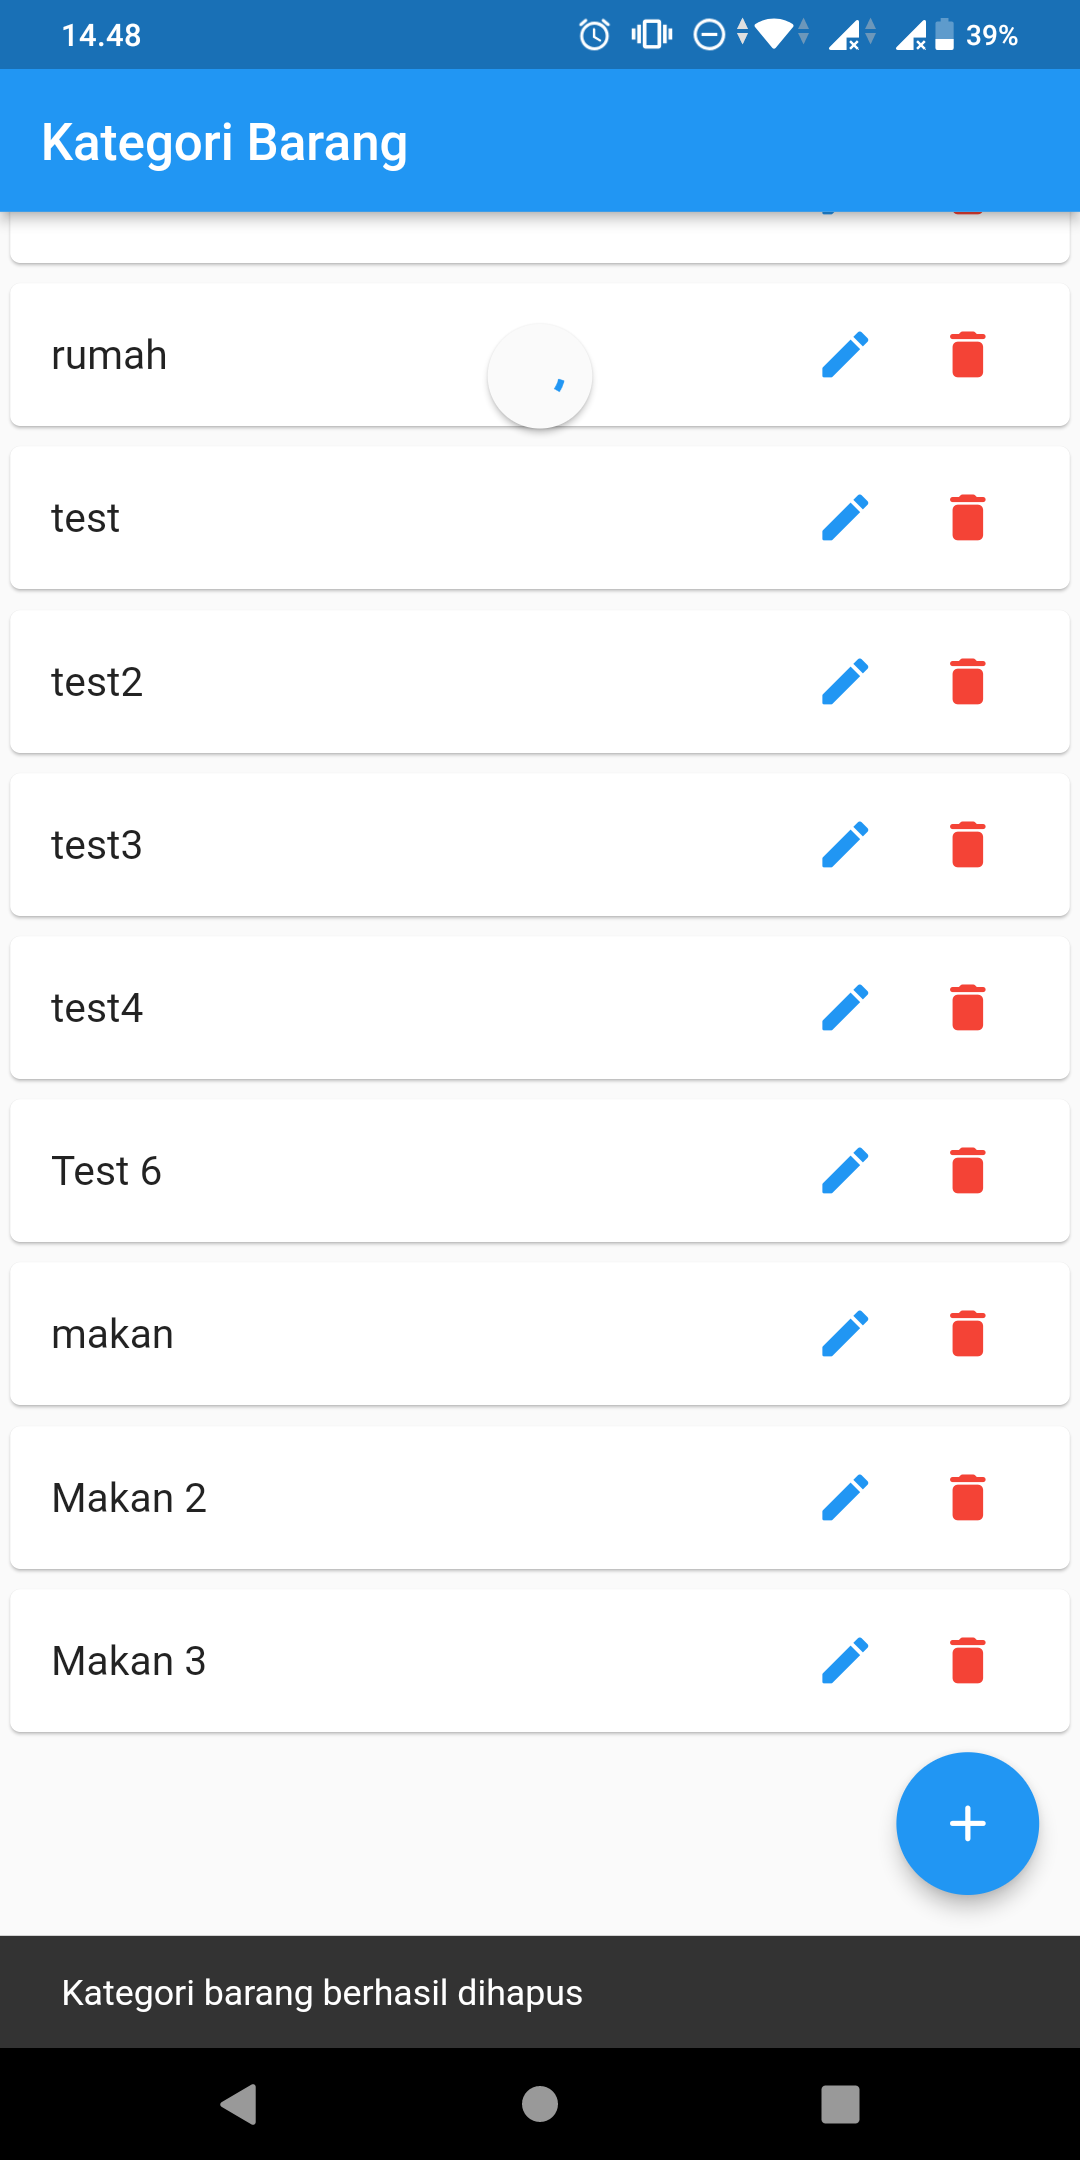 14.48
39%
Kategori Barang
rumah
test
test2
test3
test4
Test 6
makan
Makan 2
Makan 3
Kategori barang berhasil dihapus